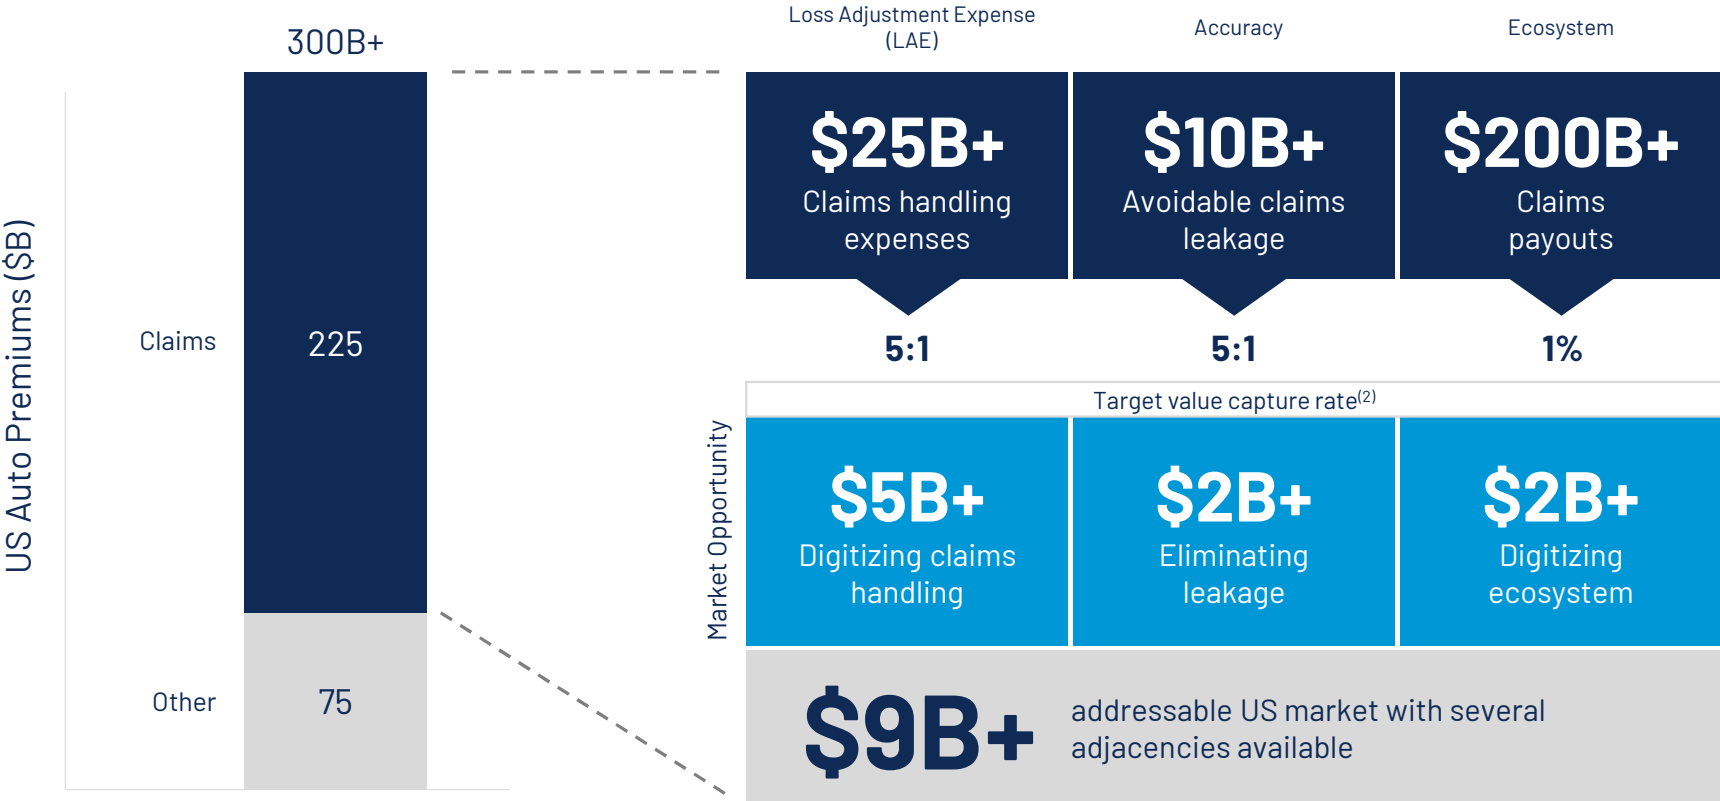 US Auto Premiums ($B)
300B+
Claims
225
Other
75
Loss Adjustment Expense
(LAE)
Accuracy
Ecosystem
$25B+
Claims handling
expenses
$10B+
Avoidable claims
leakage
$200B+
Claims
payouts
5:1
5:1
1%
Target value capture rate(2)
Market Opportunity
$5B+
Digitizing claims
handling
$2B+
Eliminating
leakage
$2B+
Digitizing
ecosystem
$9B+
addressable US market with several
adjacencies available